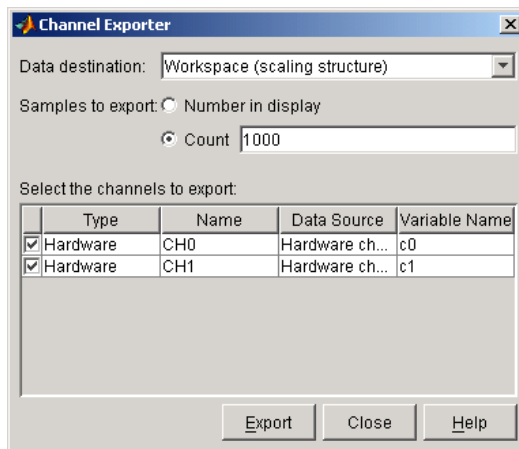 Channel Exporter
Data destination: Workspace (scaling structure)
Samples to export: Number in display
Count 1000
Select the channels to export:
Type Name Data Source Variable Name
Hardware CH0 Hardware ch... c0
Hardware CH1 Hardware ch... c1
Export Close Help